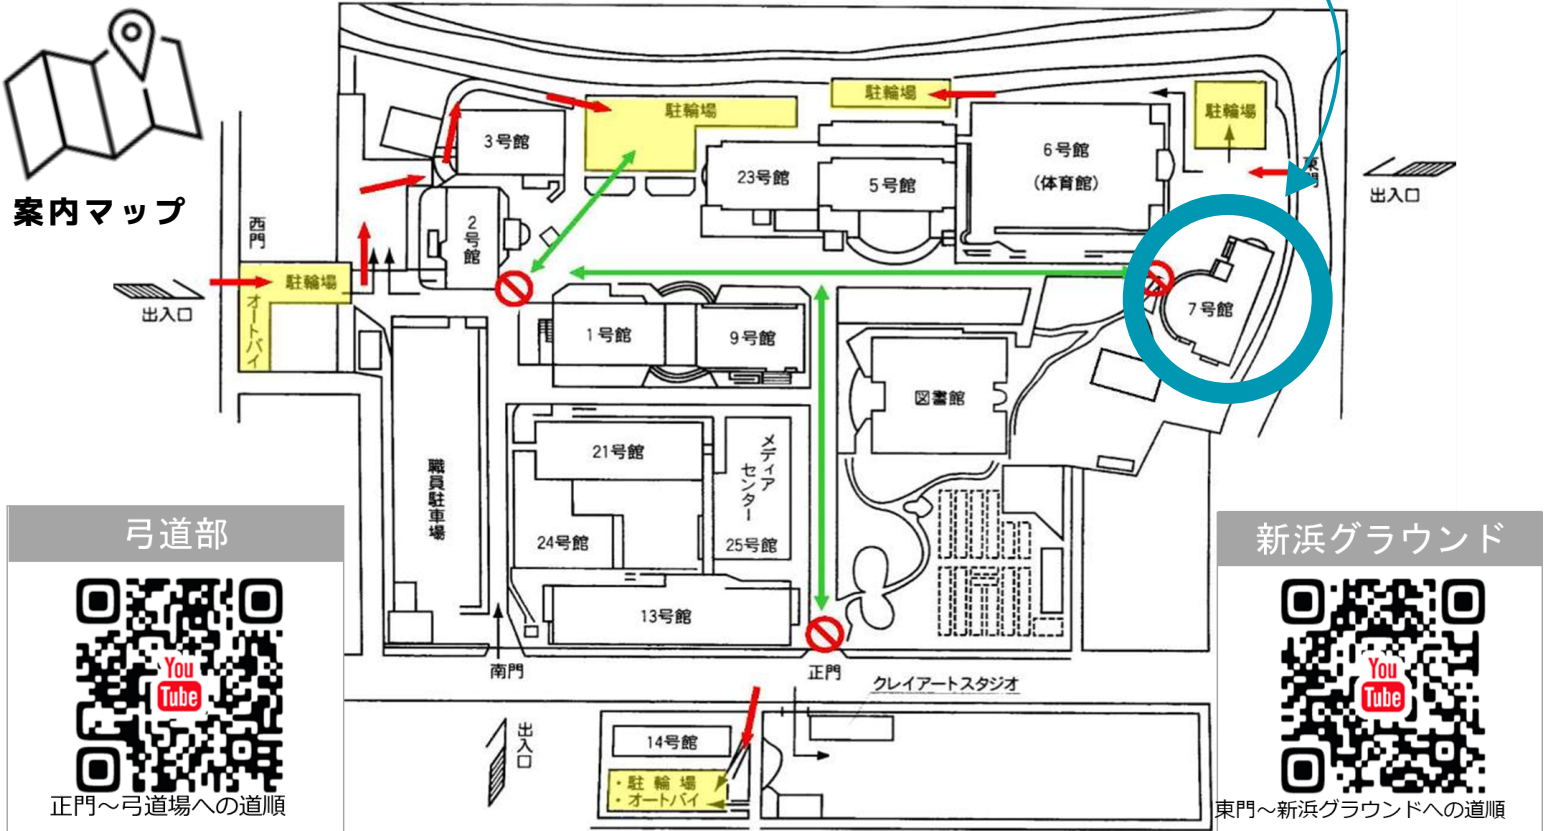 案内マップ
駐輪場
駐輪場
駐輪場
3号館
23号館
5号館
6号館
(体育館)
東門
出入口
西門
2号館
駐輪場
オートバイ
出入口
7号館
1号館
9号館
図書館
職員駐車場
21号館
メディア
センター
24号館
25号館
13号館
南門
正門
クレイアートスタジオ
出入口
14号館
・駐輪場
・オートバイ
弓道部
You
Tube
正門～弓道場への道順
新浜グラウンド
You
Tube
東門～新浜グラウンドへの道順